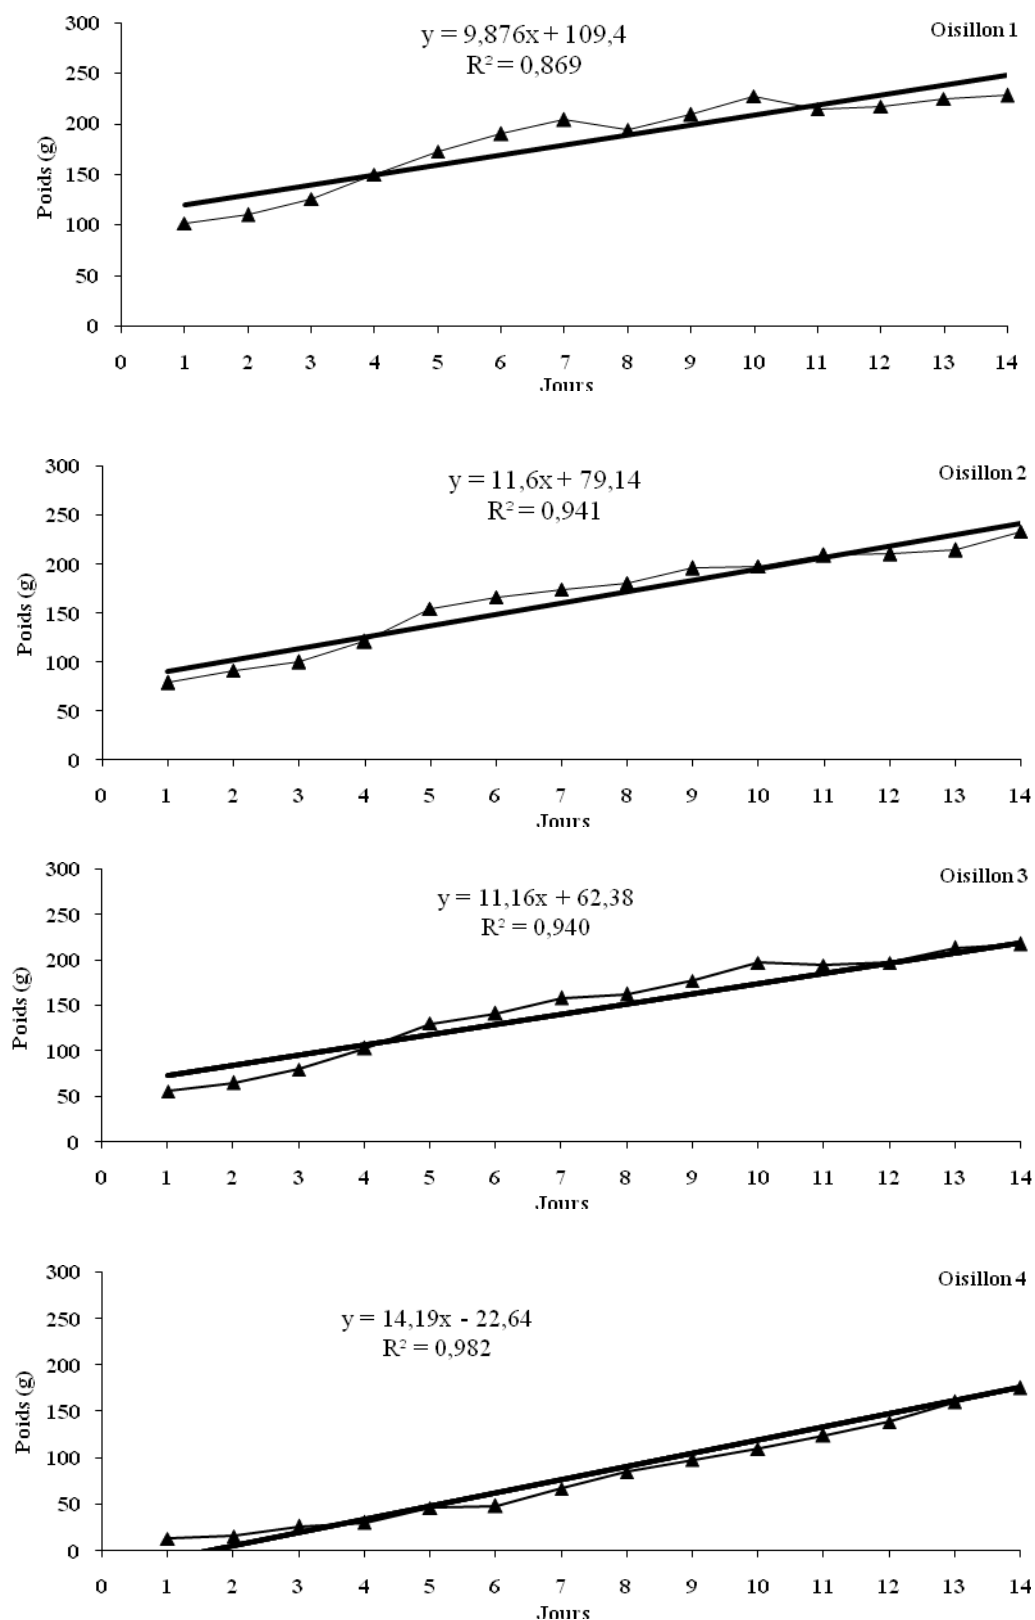 Oisillon 1
y = 9,876x + 109,4
R² = 0,869
Poids (g)
300
250
200
150
100
50
0
0 1 2 3 4 5 6 7 8 9 10 11 12 13 14
Jours
Oisillon 2
y = 11,6x + 79,14
R² = 0,941
Poids (g)
300
250
200
150
100
50
0
0 1 2 3 4 5 6 7 8 9 10 11 12 13 14
Jours
Oisillon 3
y = 11,16x + 62,38
R² = 0,940
Poids (g)
300
250
200
150
100
50
0
0 1 2 3 4 5 6 7 8 9 10 11 12 13 14
Jours
Oisillon 4
y = 14,19x - 22,64
R² = 0,982
Poids (g)
300
250
200
150
100
50
0
0 1 2 3 4 5 6 7 8 9 10 11 12 13 14
Jours